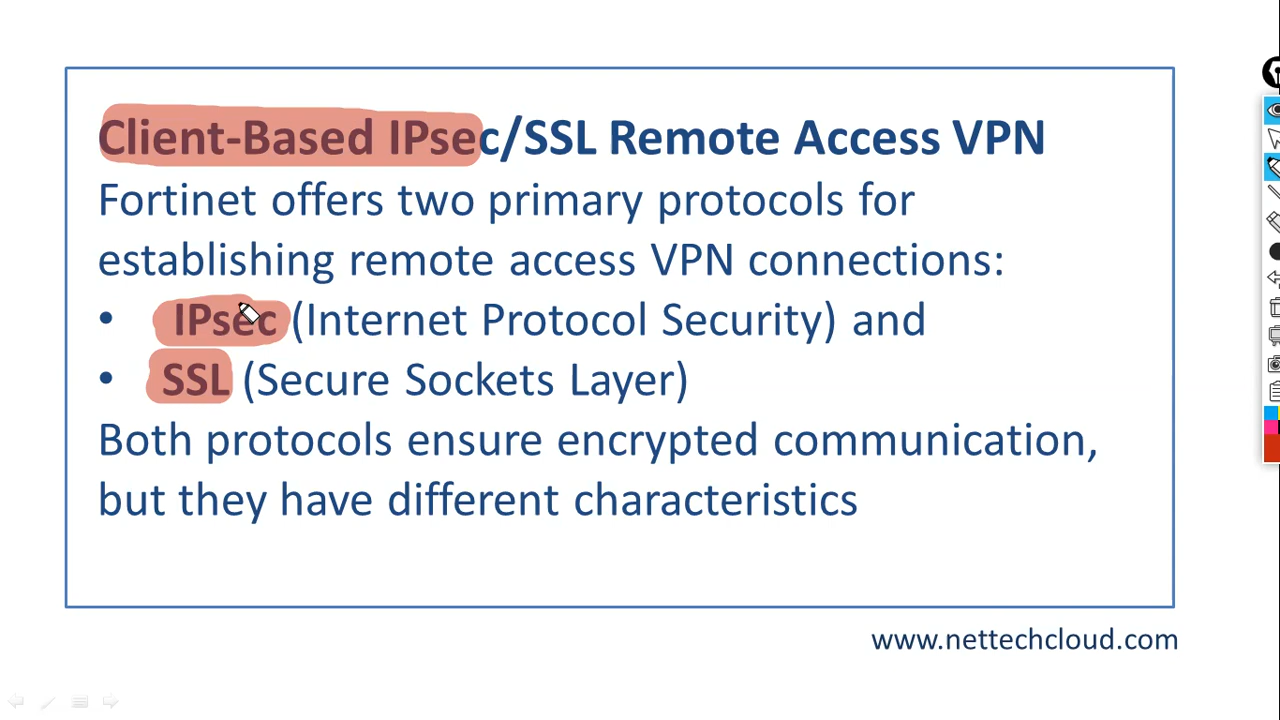 Client-Based IPsec/SSL Remote Access VPN
Fortinet offers two primary protocols for
establishing remote access VPN connections:
• IPsec (Internet Protocol Security) and
• SSL (Secure Sockets Layer)
Both protocols ensure encrypted communication,
but they have different characteristics
www.nettechcloud.com